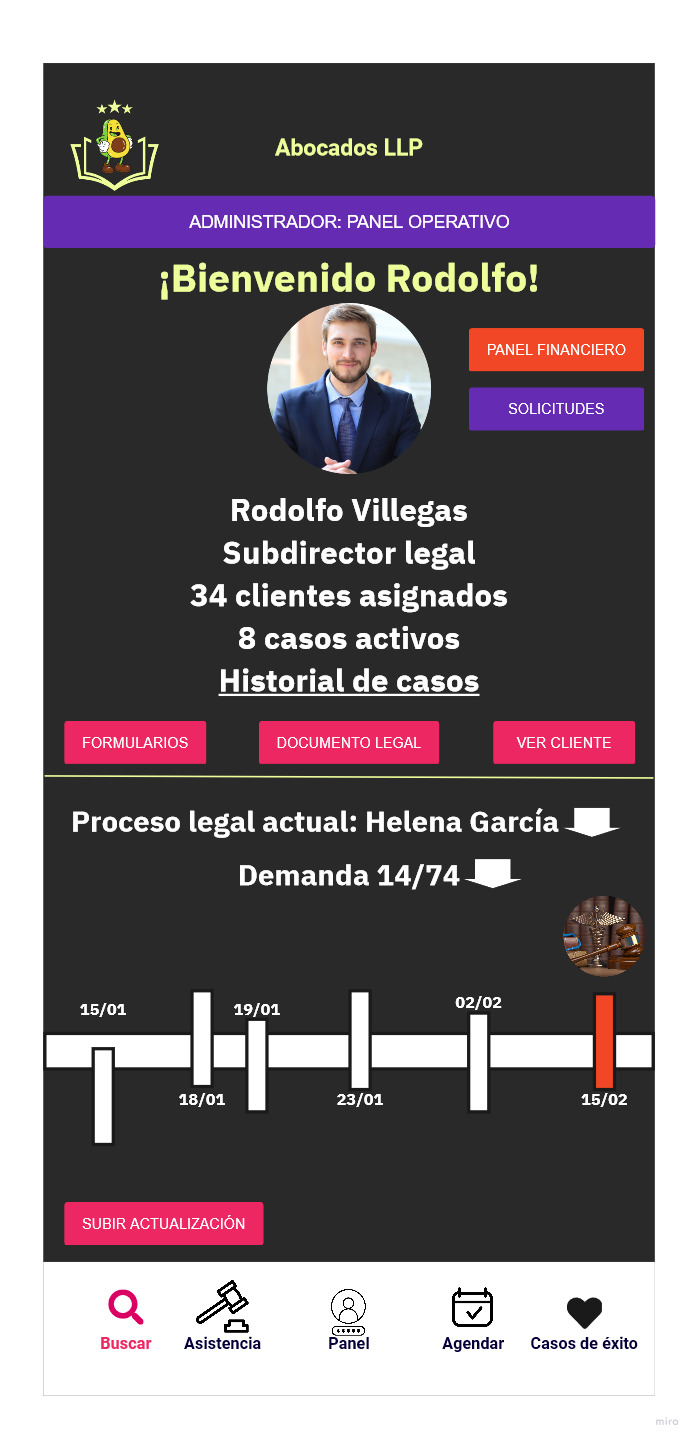 Abocados LLP
ADMINISTRADOR: PANEL OPERATIVO
¡Bienvenido Rodolfo!
PANEL FINANCIERO
SOLICITUDES
Rodolfo Villegas
Subdirector legal
34 clientes asignados
8 casos activos
Historial de casos
FORMULARIOS
DOCUMENTO LEGAL
VER CLIENTE
Proceso legal actual: Helena García
Demanda 14/74
15/01
19/01
02/02
18/01
23/01
15/02
SUBIR ACTUALIZACIÓN
Buscar
Asistencia
Panel
Agendar
Casos de éxito
miro